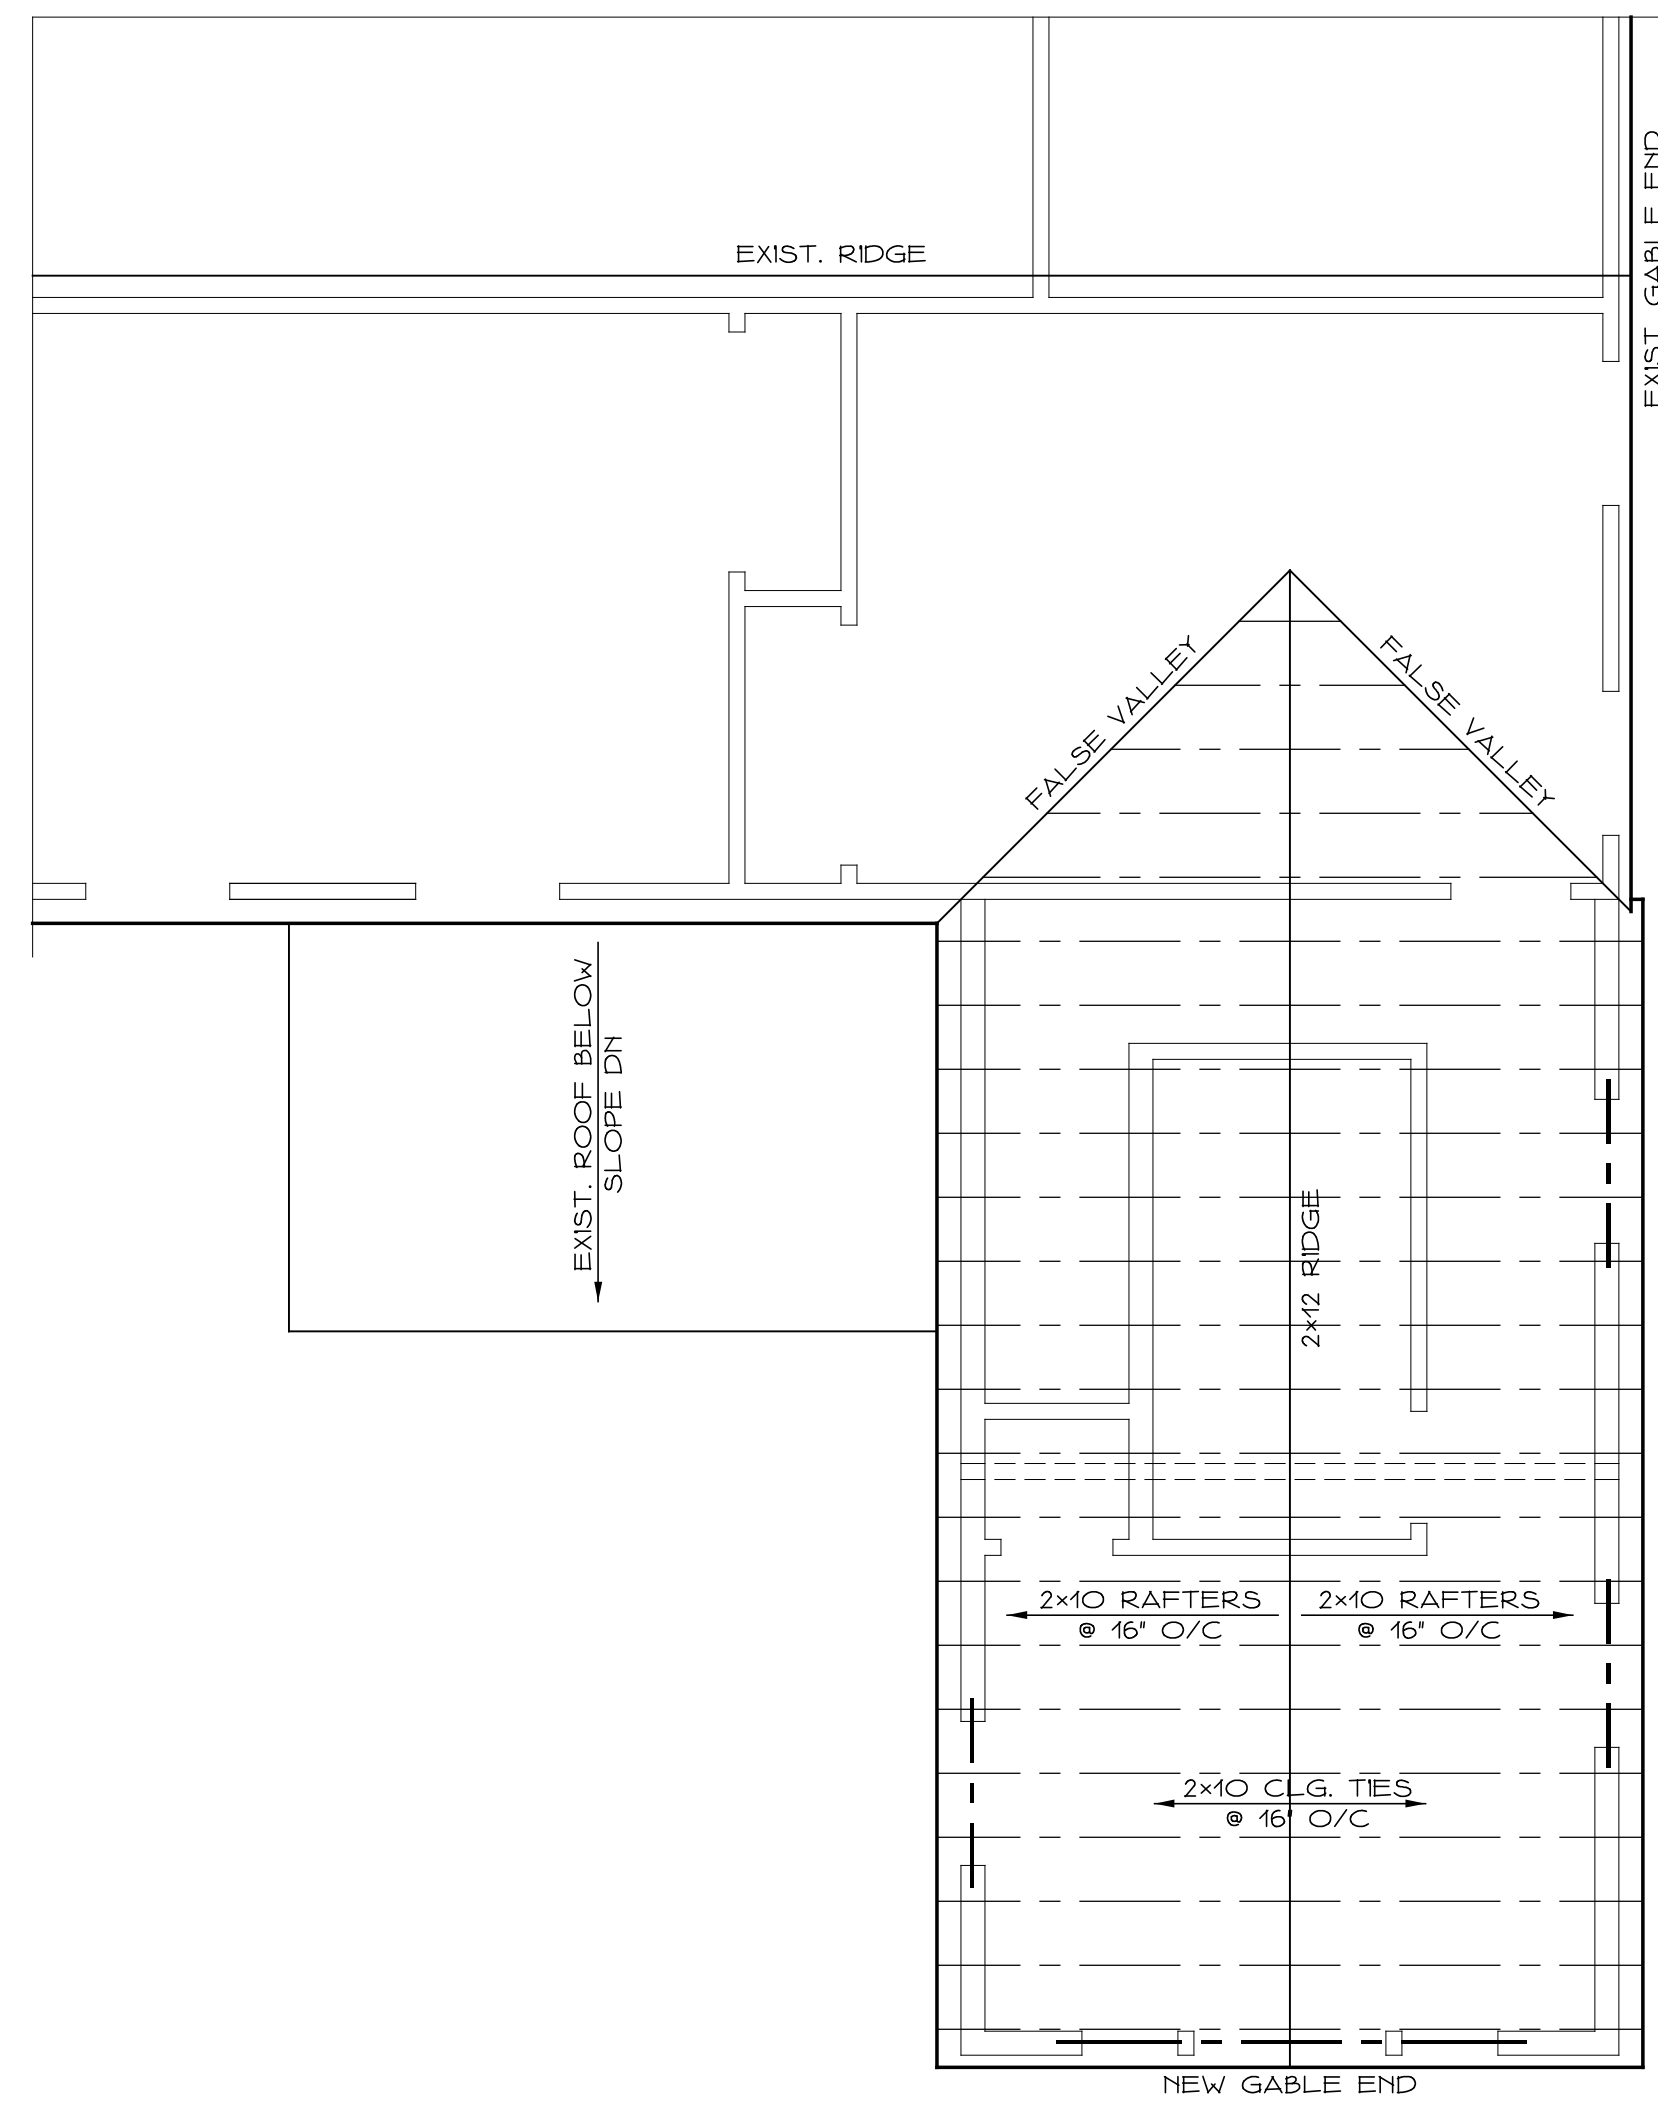 EXIST. RIDGE
EXIST. GABLE END
FALSE VALLEY
FALSE VALLEY
EXIST. ROOF BELOW
SLOPE DN
2x12 RIDGE
2x10 RAFTERS
@ 16" O/C
2x10 RAFTERS
@ 16" O/C
2x10 CLG. TIES
@ 16" O/C
NEW GABLE END